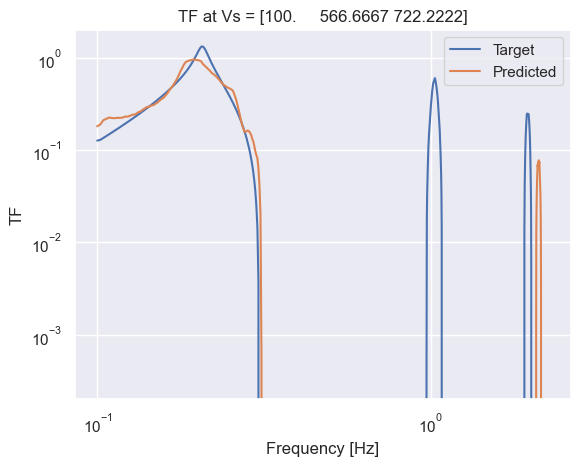 TF at Vs = [100. 566.6667 722.2222]
Target
Predicted
10⁰
10⁻¹
10⁻²
10⁻³
TF
10⁻¹ 10⁰
Frequency [Hz]